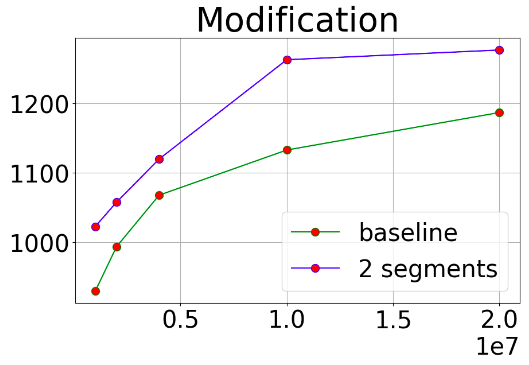 Modification
1200
1100
1000
baseline
2 segments
0.5 1.0 1.5 2.0
1e7